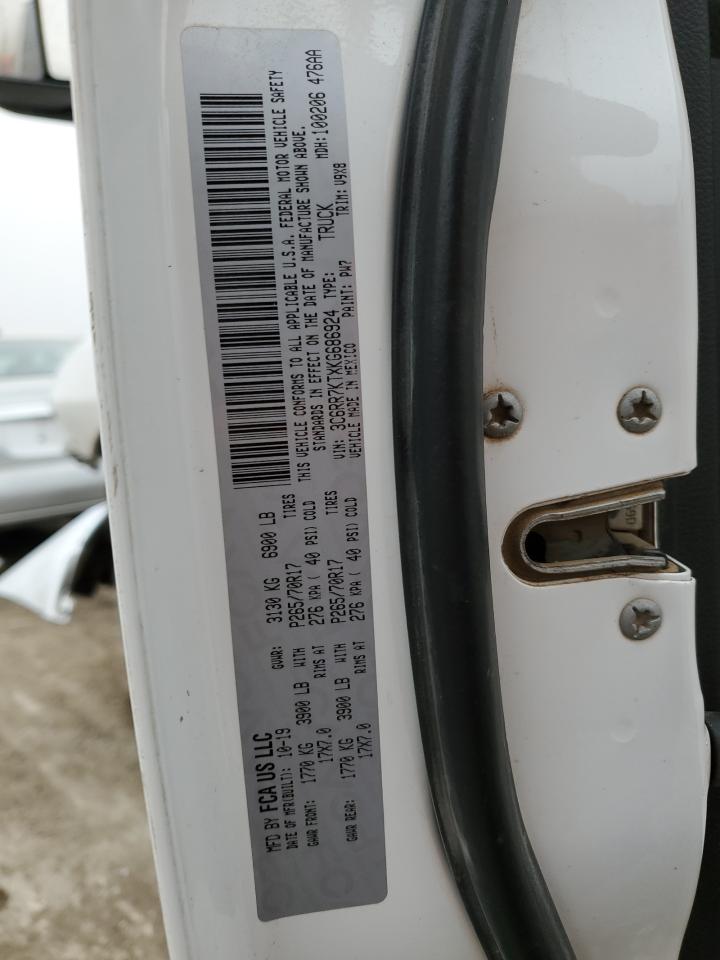 MFD BY FCA US LLC
DATE OF MFR(BUILT): 10-19
GVWR: 3130 KG 6900 LB
GAWR FRONT: 1770 KG 3900 LB WITH P265/70R17 TIRES
17X7.0 RIMS AT 276 KPA ( 40 PSI) COLD
GAWR REAR: 1770 KG 3900 LB WITH P265/70R17 TIRES
17X7.0 RIMS AT 276 KPA ( 40 PSI) COLD
THIS VEHICLE CONFORMS TO ALL APPLICABLE U.S.A. FEDERAL MOTOR VEHICLE SAFETY
STANDARDS IN EFFECT ON THE DATE OF MANUFACTURE SHOWN ABOVE.
MDH:100206 476AA
VIN: 3C6RR7KTXKG686924 TYPE: TRUCK
VEHICLE MADE IN MEXICO PAINT: PW7 TRIM: V9X8